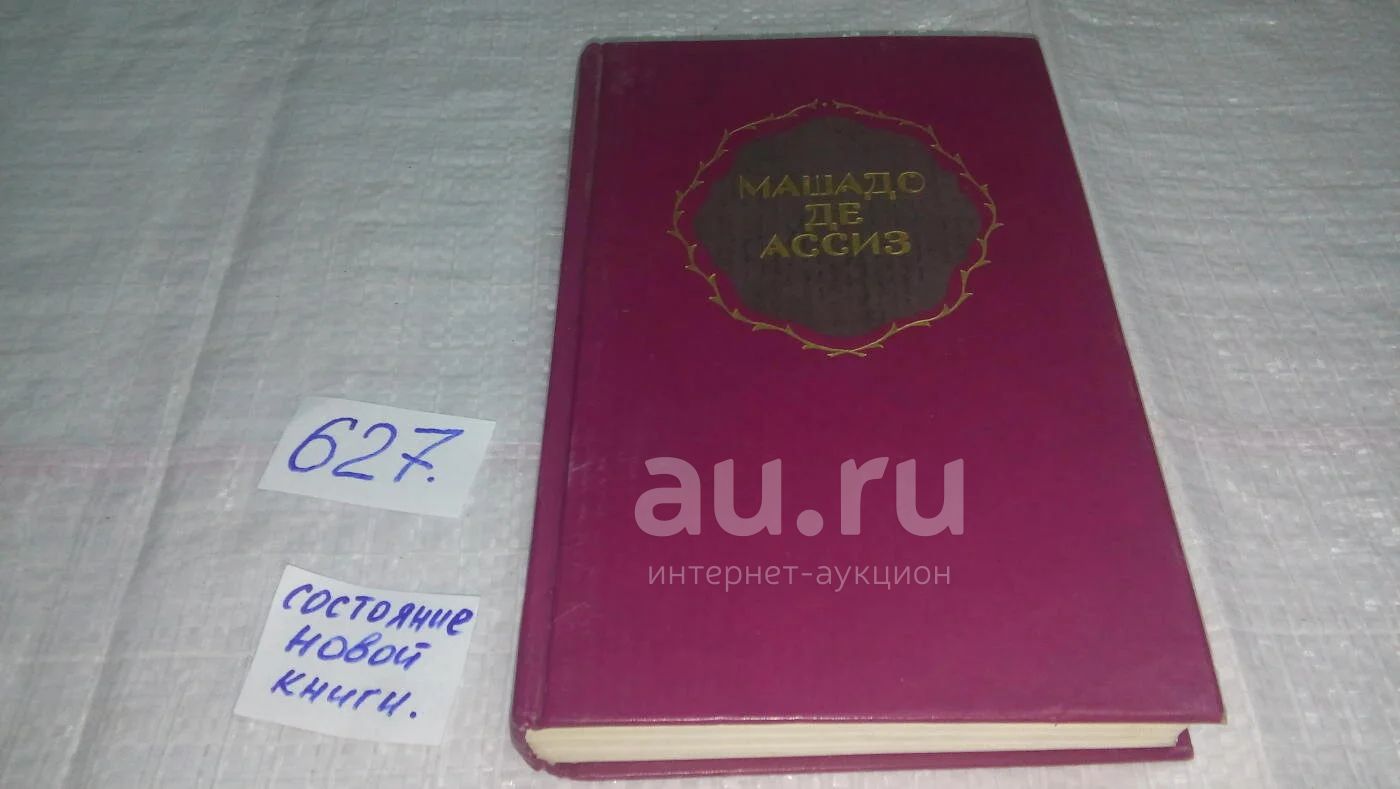 МАШАДО
ДЕ
АССИЗ
627.
состояние
новой
книги.
au.ru
интернет-аукцион